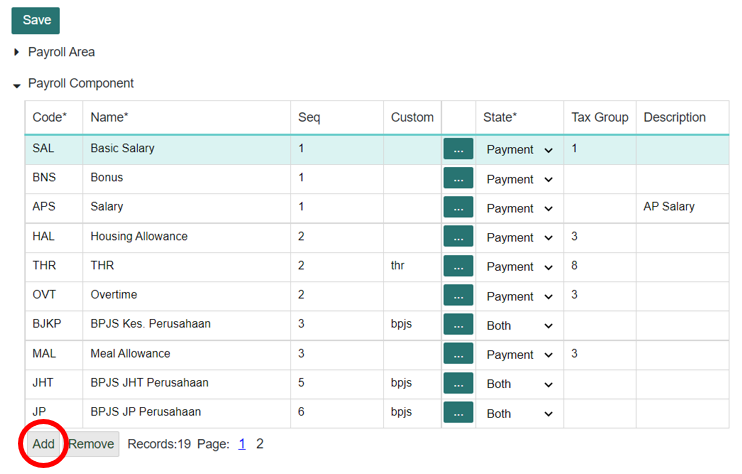 Save
Payroll Area
Payroll Component
Code* Name* Seq Custom State* Tax Group Description
SAL Basic Salary 1 ... Payment 1
BNS Bonus 1 ... Payment
APS Salary 1 ... Payment AP Salary
HAL Housing Allowance 2 ... Payment 3
THR THR 2 thr ... Payment 8
OVT Overtime 2 ... Payment 3
BJKP BPJS Kes. Perusahaan 3 bpjs ... Both
MAL Meal Allowance 3 ... Payment 3
JHT BPJS JHT Perusahaan 5 bpjs ... Both
JP BPJS JP Perusahaan 6 bpjs ... Both
Add Remove Records:19 Page: 1 2